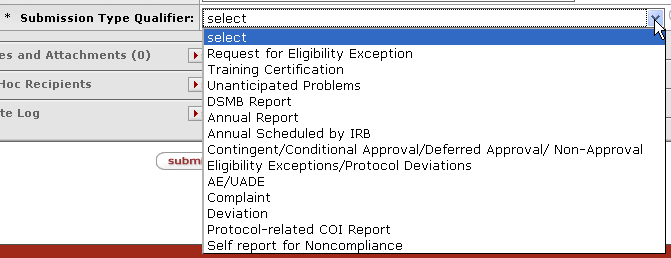 * Submission Type Qualifier: select
select
Request for Eligibility Exception
es and Attachments (0)
Training Certification
Unanticipated Problems
Hoc Recipients
DSMB Report
Annual Report
te Log
Annual Scheduled by IRB
Contingent/Conditional Approval/Deferred Approval/ Non-Approval
subm
Eligibility Exceptions/Protocol Deviations
AE/UADE
Complaint
Deviation
Protocol-related COI Report
Self report for Noncompliance